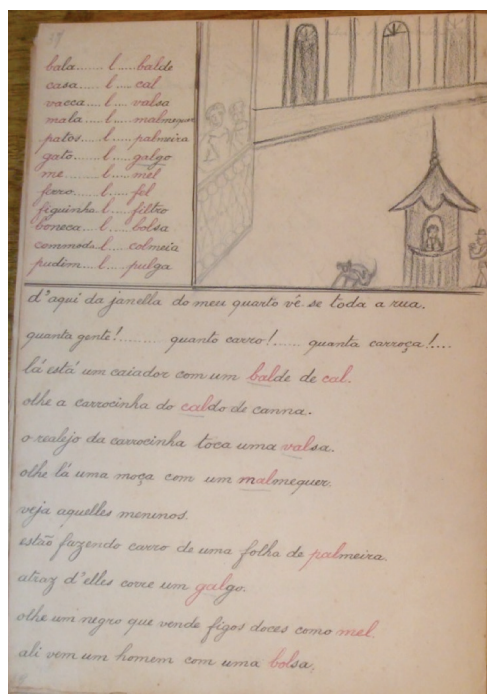 bala....... l.... balde
casa....... l.... cal
vacca.... l.... valsa
mala...... l.... malmequer
patos..... l.... palmeira
gato...... l.... galgo
me....... l..... mel
ferro..... l.... fel
figuinha. l.... filtro
boneca.. l..... bolsa
commoda l... colmeia
pudim.... l.... pulga
d'aqui da janella do meu quarto vê-se toda a rua.
quanta gente!......... quanto carro!...... quanta carroça!....
lá está um caiador com um balde de cal.
olhe a carrocinha do caldo de canna.
o realejo da carrocinha toca uma valsa.
olhe lá uma moça com um malmequer.
veja aquelles meninos.
estão fazendo carro de uma folha de palmeira.
atraz d'elles corre um galgo.
olhe um negro que vende figos doces como mel.
ali vem um homem com uma bolsa.